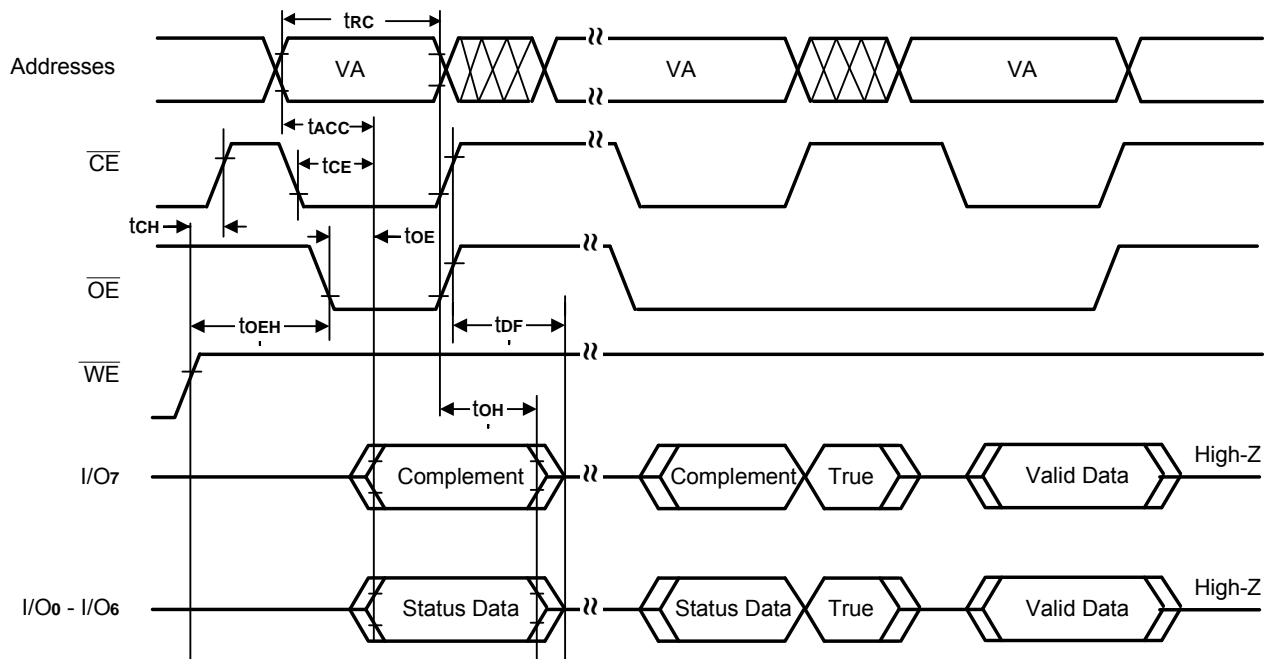 tRC
Addresses VA VA VA
tACC
CE tCE
tCH tOE
OE
tOEH tDF
WE
tOH
I/O7 Complement Complement True Valid Data High-Z
I/O0 - I/O6 Status Data Status Data True Valid Data High-Z